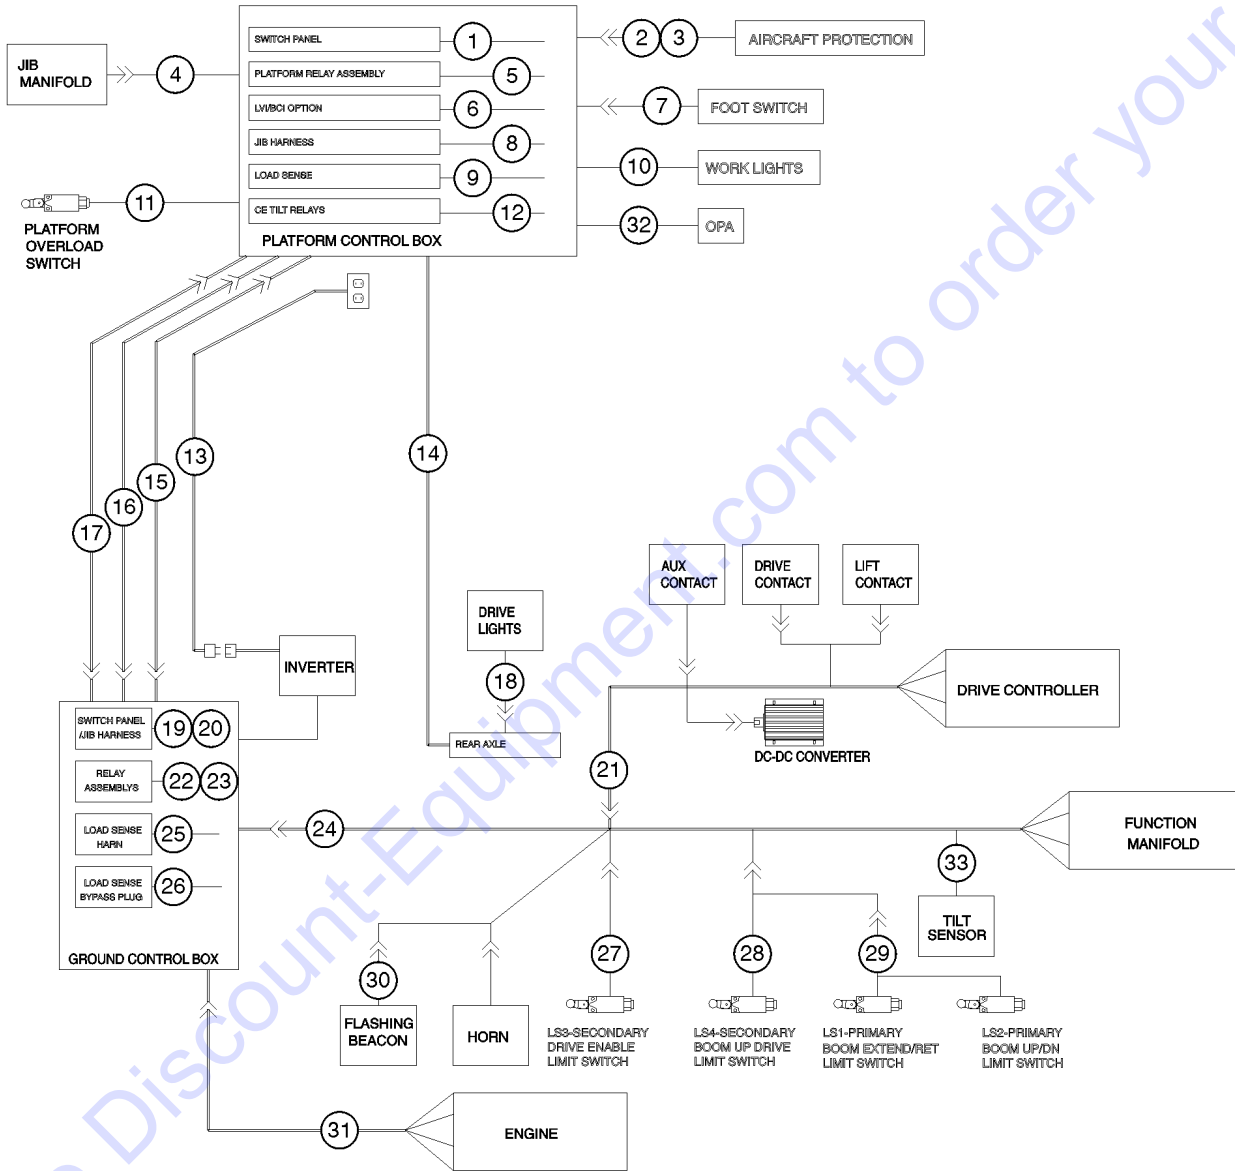 SWITCH PANEL
1
2
3
AIRCRAFT PROTECTION
JIB
MANIFOLD
4
PLATFORM RELAY ASSEMBLY
5
LVI/BCI OPTION
6
7
FOOT SWITCH
JIB HARNESS
8
LOAD SENSE
9
10
WORK LIGHTS
11
CE TILT RELAYS
12
32
OPA
PLATFORM CONTROL BOX
PLATFORM
OVERLOAD
SWITCH
13
14
15
16
17
AUX
CONTACT
DRIVE
CONTACT
LIFT
CONTACT
DRIVE
LIGHTS
INVERTER
18
DRIVE CONTROLLER
SWITCH PANEL
/JIB HARNESS
19
20
REAR AXLE
DC-DC CONVERTER
21
RELAY
ASSEMBLYS
22
23
LOAD SENSE
HARN
25
24
FUNCTION
MANIFOLD
LOAD SENSE
BYPASS PLUG
26
33
TILT
SENSOR
GROUND CONTROL BOX
27
28
29
30
FLASHING
BEACON
HORN
LS3-SECONDARY
DRIVE ENABLE
LIMIT SWITCH
LS4-SECONDARY
BOOM UP DRIVE
LIMIT SWITCH
LS1-PRIMARY
BOOM EXTEND/RET
LIMIT SWITCH
LS2-PRIMARY
BOOM UP/DN
LIMIT SWITCH
31
ENGINE
Discount-Equipment.com to order your